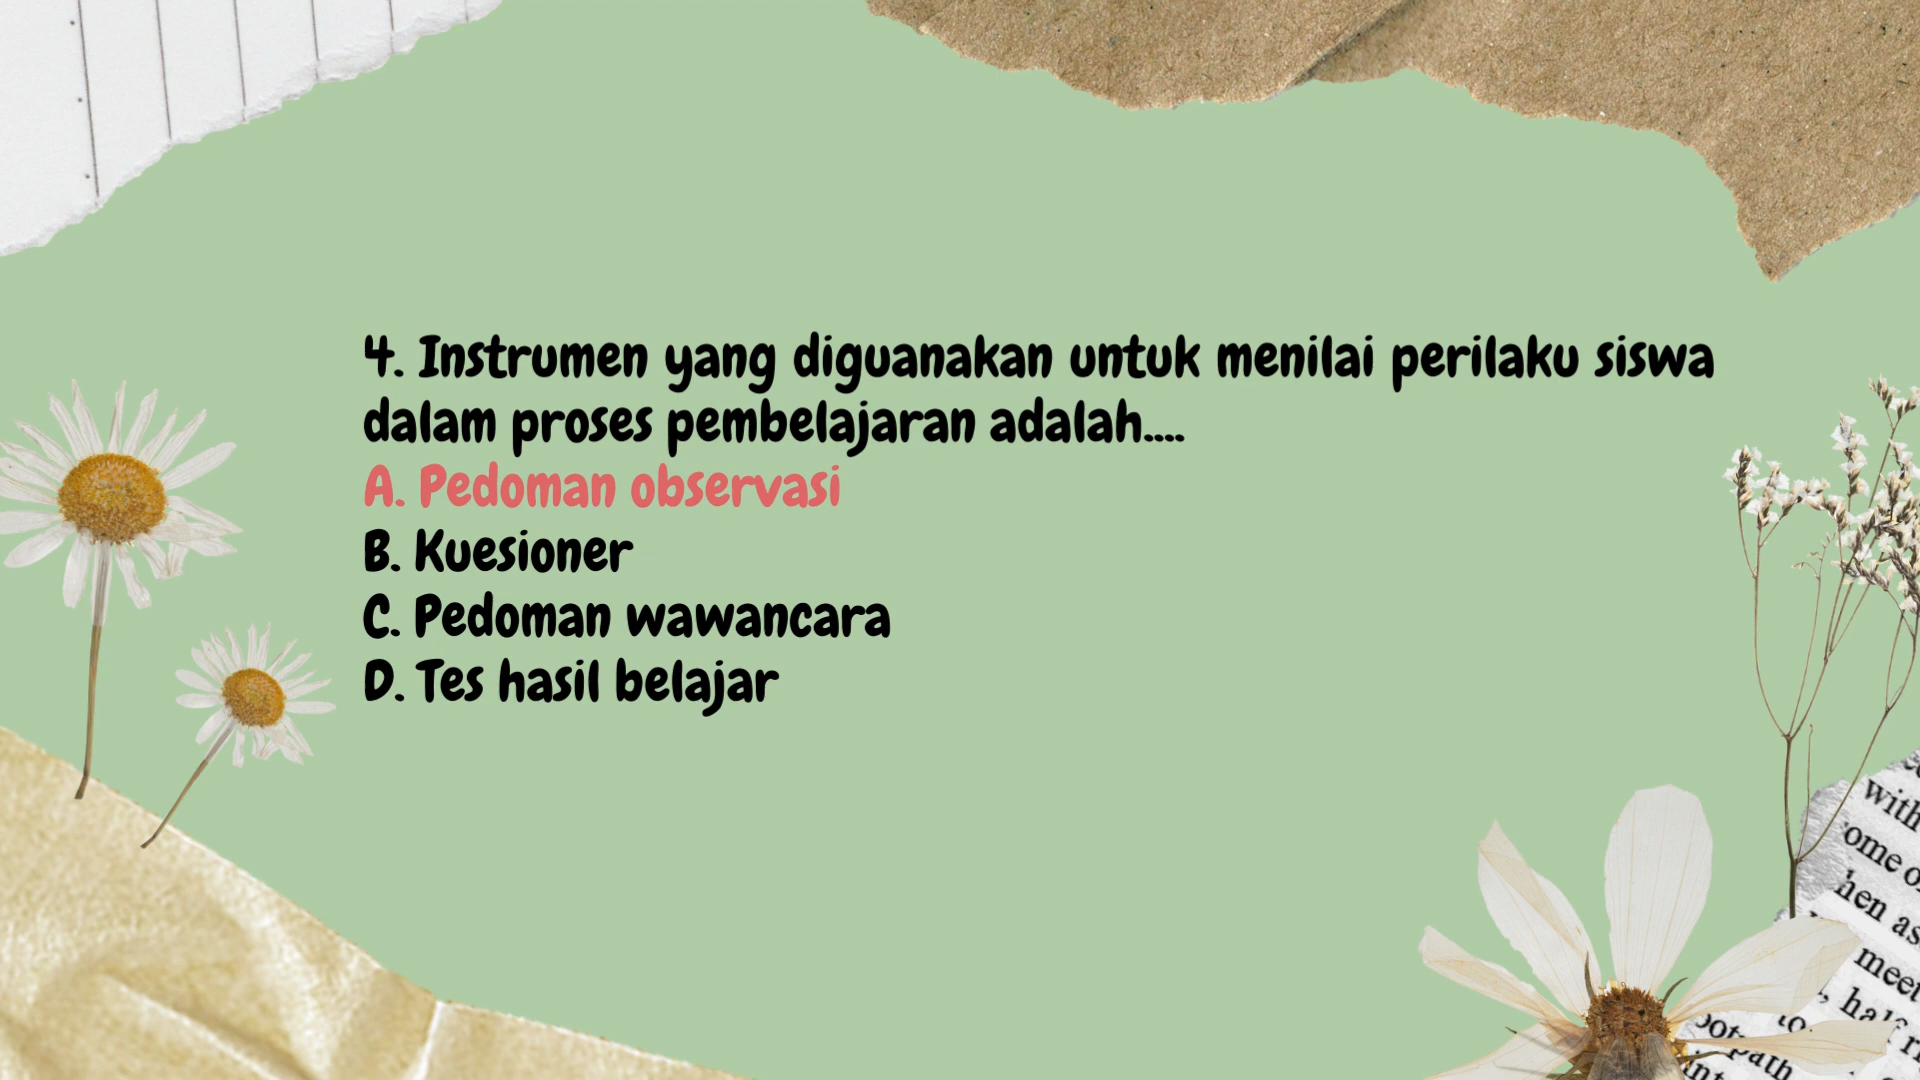 4. Instrumen yang diguanakan untuk menilai perilaku siswa
dalam proses pembelajaran adalah....
A. Pedoman observasi
B. Kuesioner
C. Pedoman wawancara
D. Tes hasil belajar
with
ome o
hen as
meet